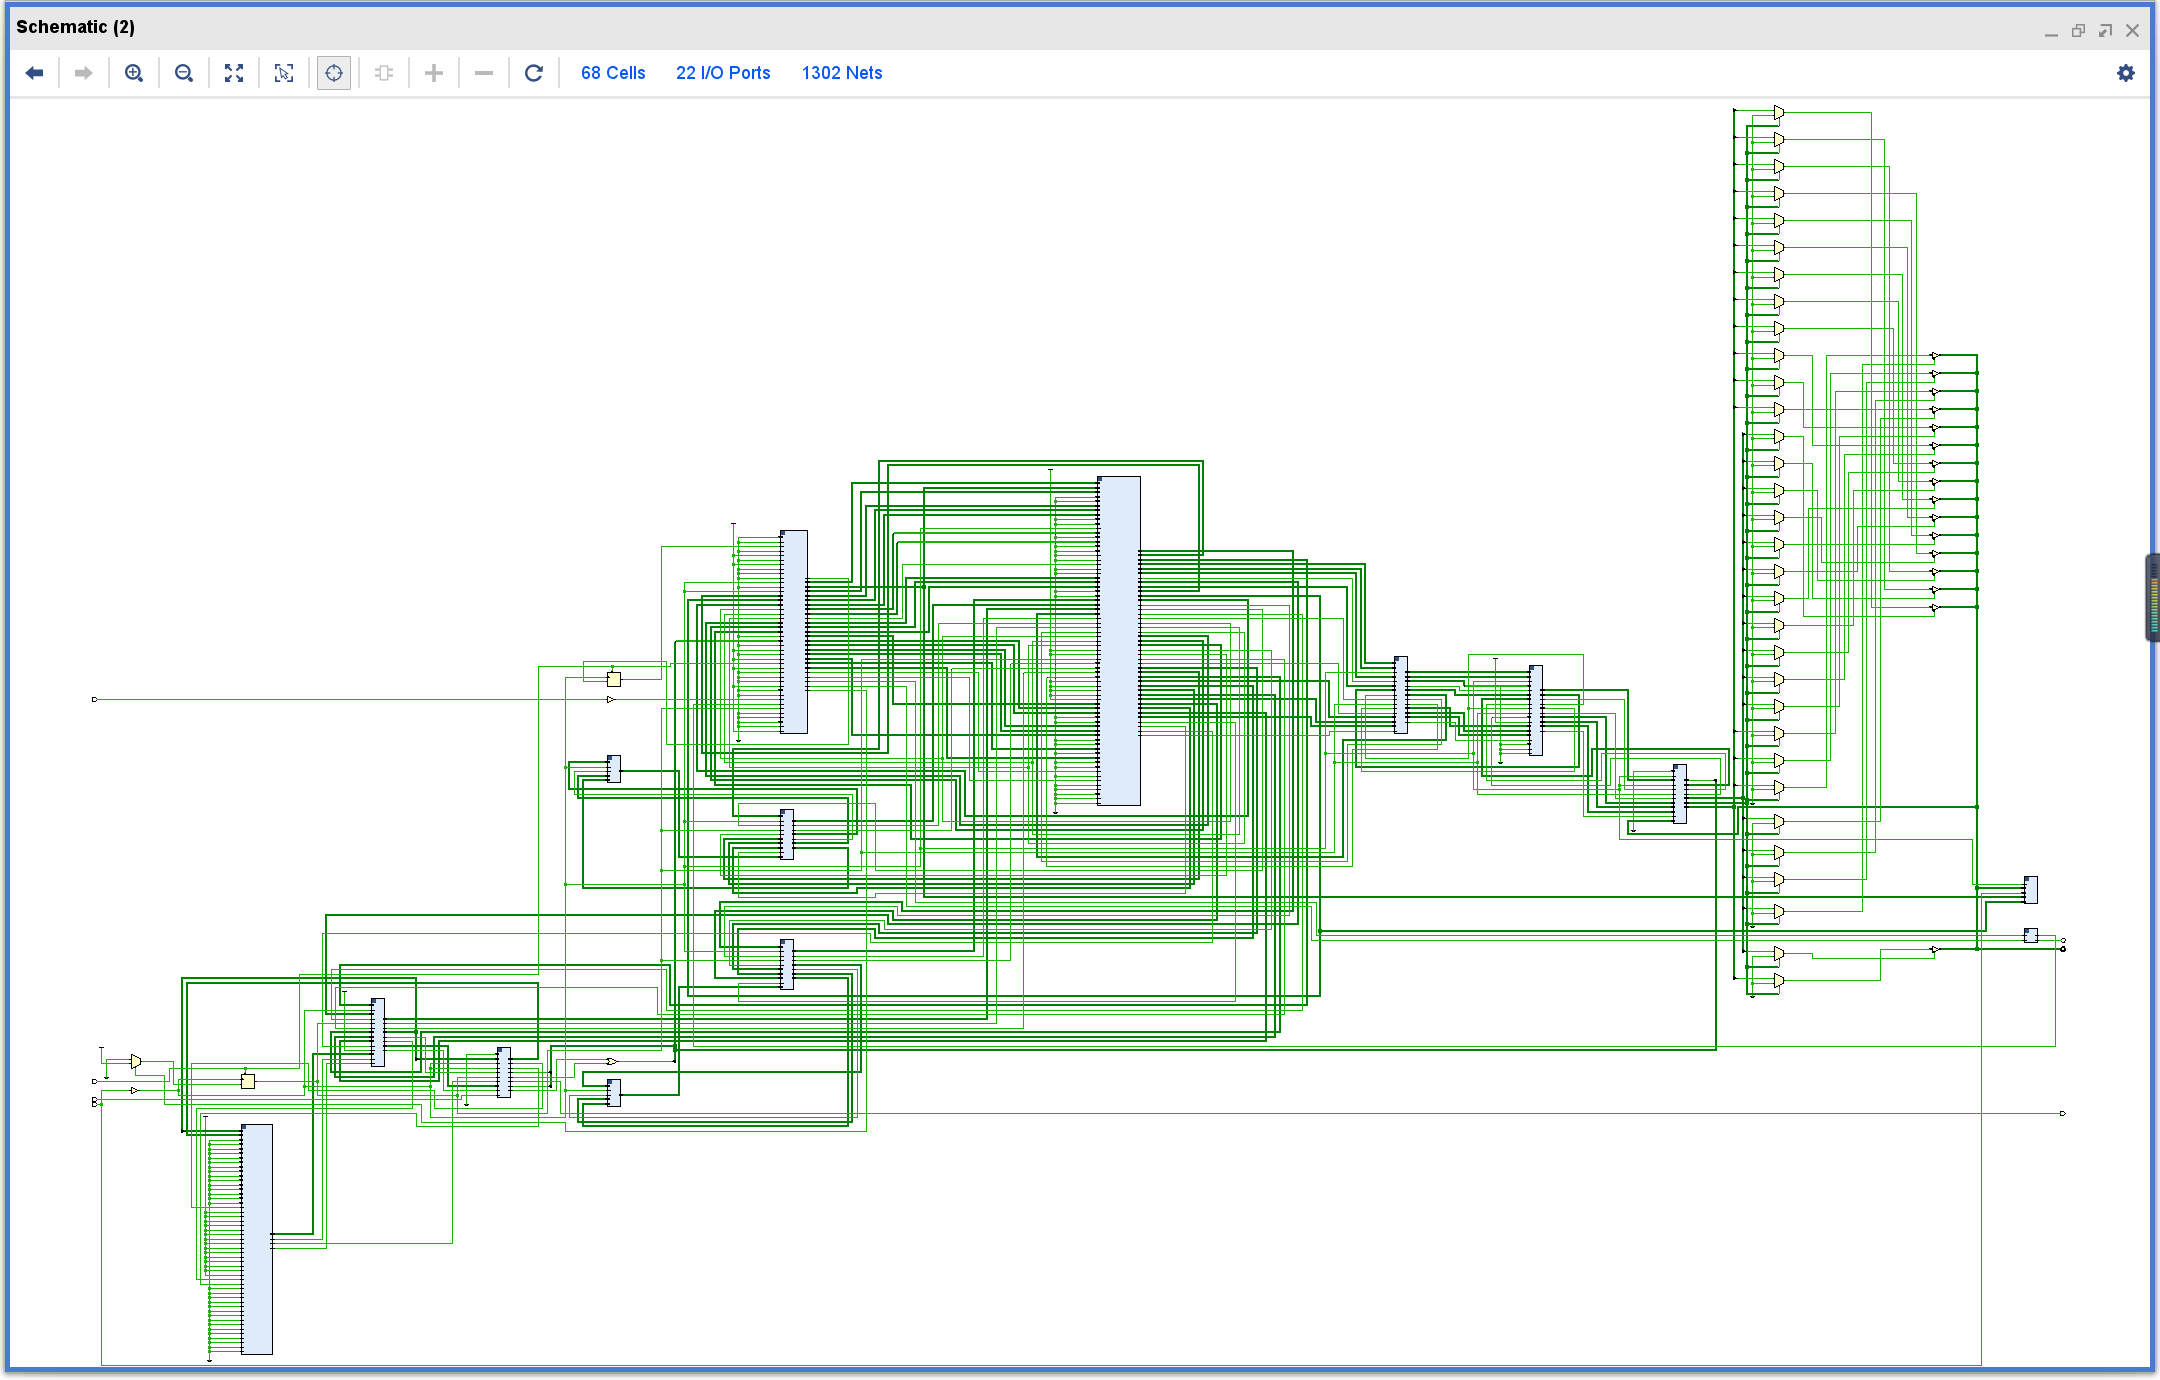 Schematic (2)
68 Cells 22 I/O Ports 1302 Nets